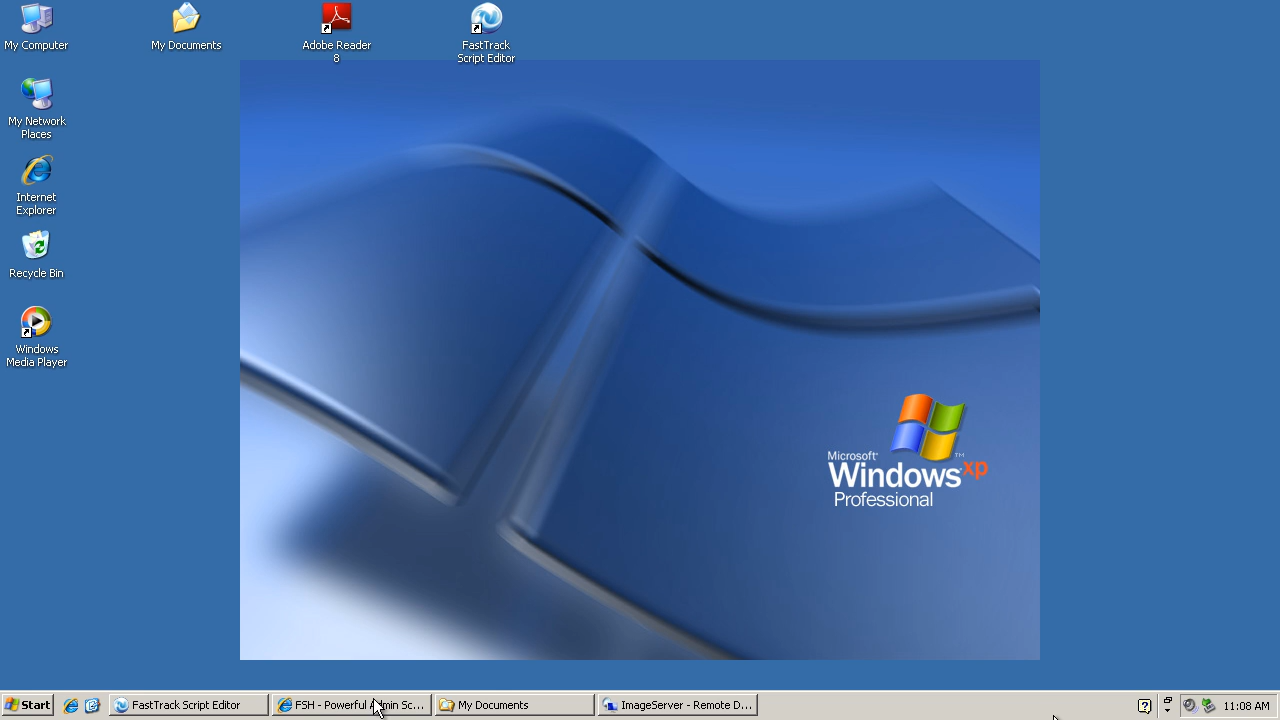 My Computer
My Documents
Adobe Reader
8
FastTrack
Script Editor
My Network
Places
Internet
Explorer
Recycle Bin
Windows
Media Player
Microsoft
Windows xp
TM
Professional
Start
FastTrack Script Editor
FSH - Powerful Admin Sc...
My Documents
ImageServer - Remote D...
11:08 AM